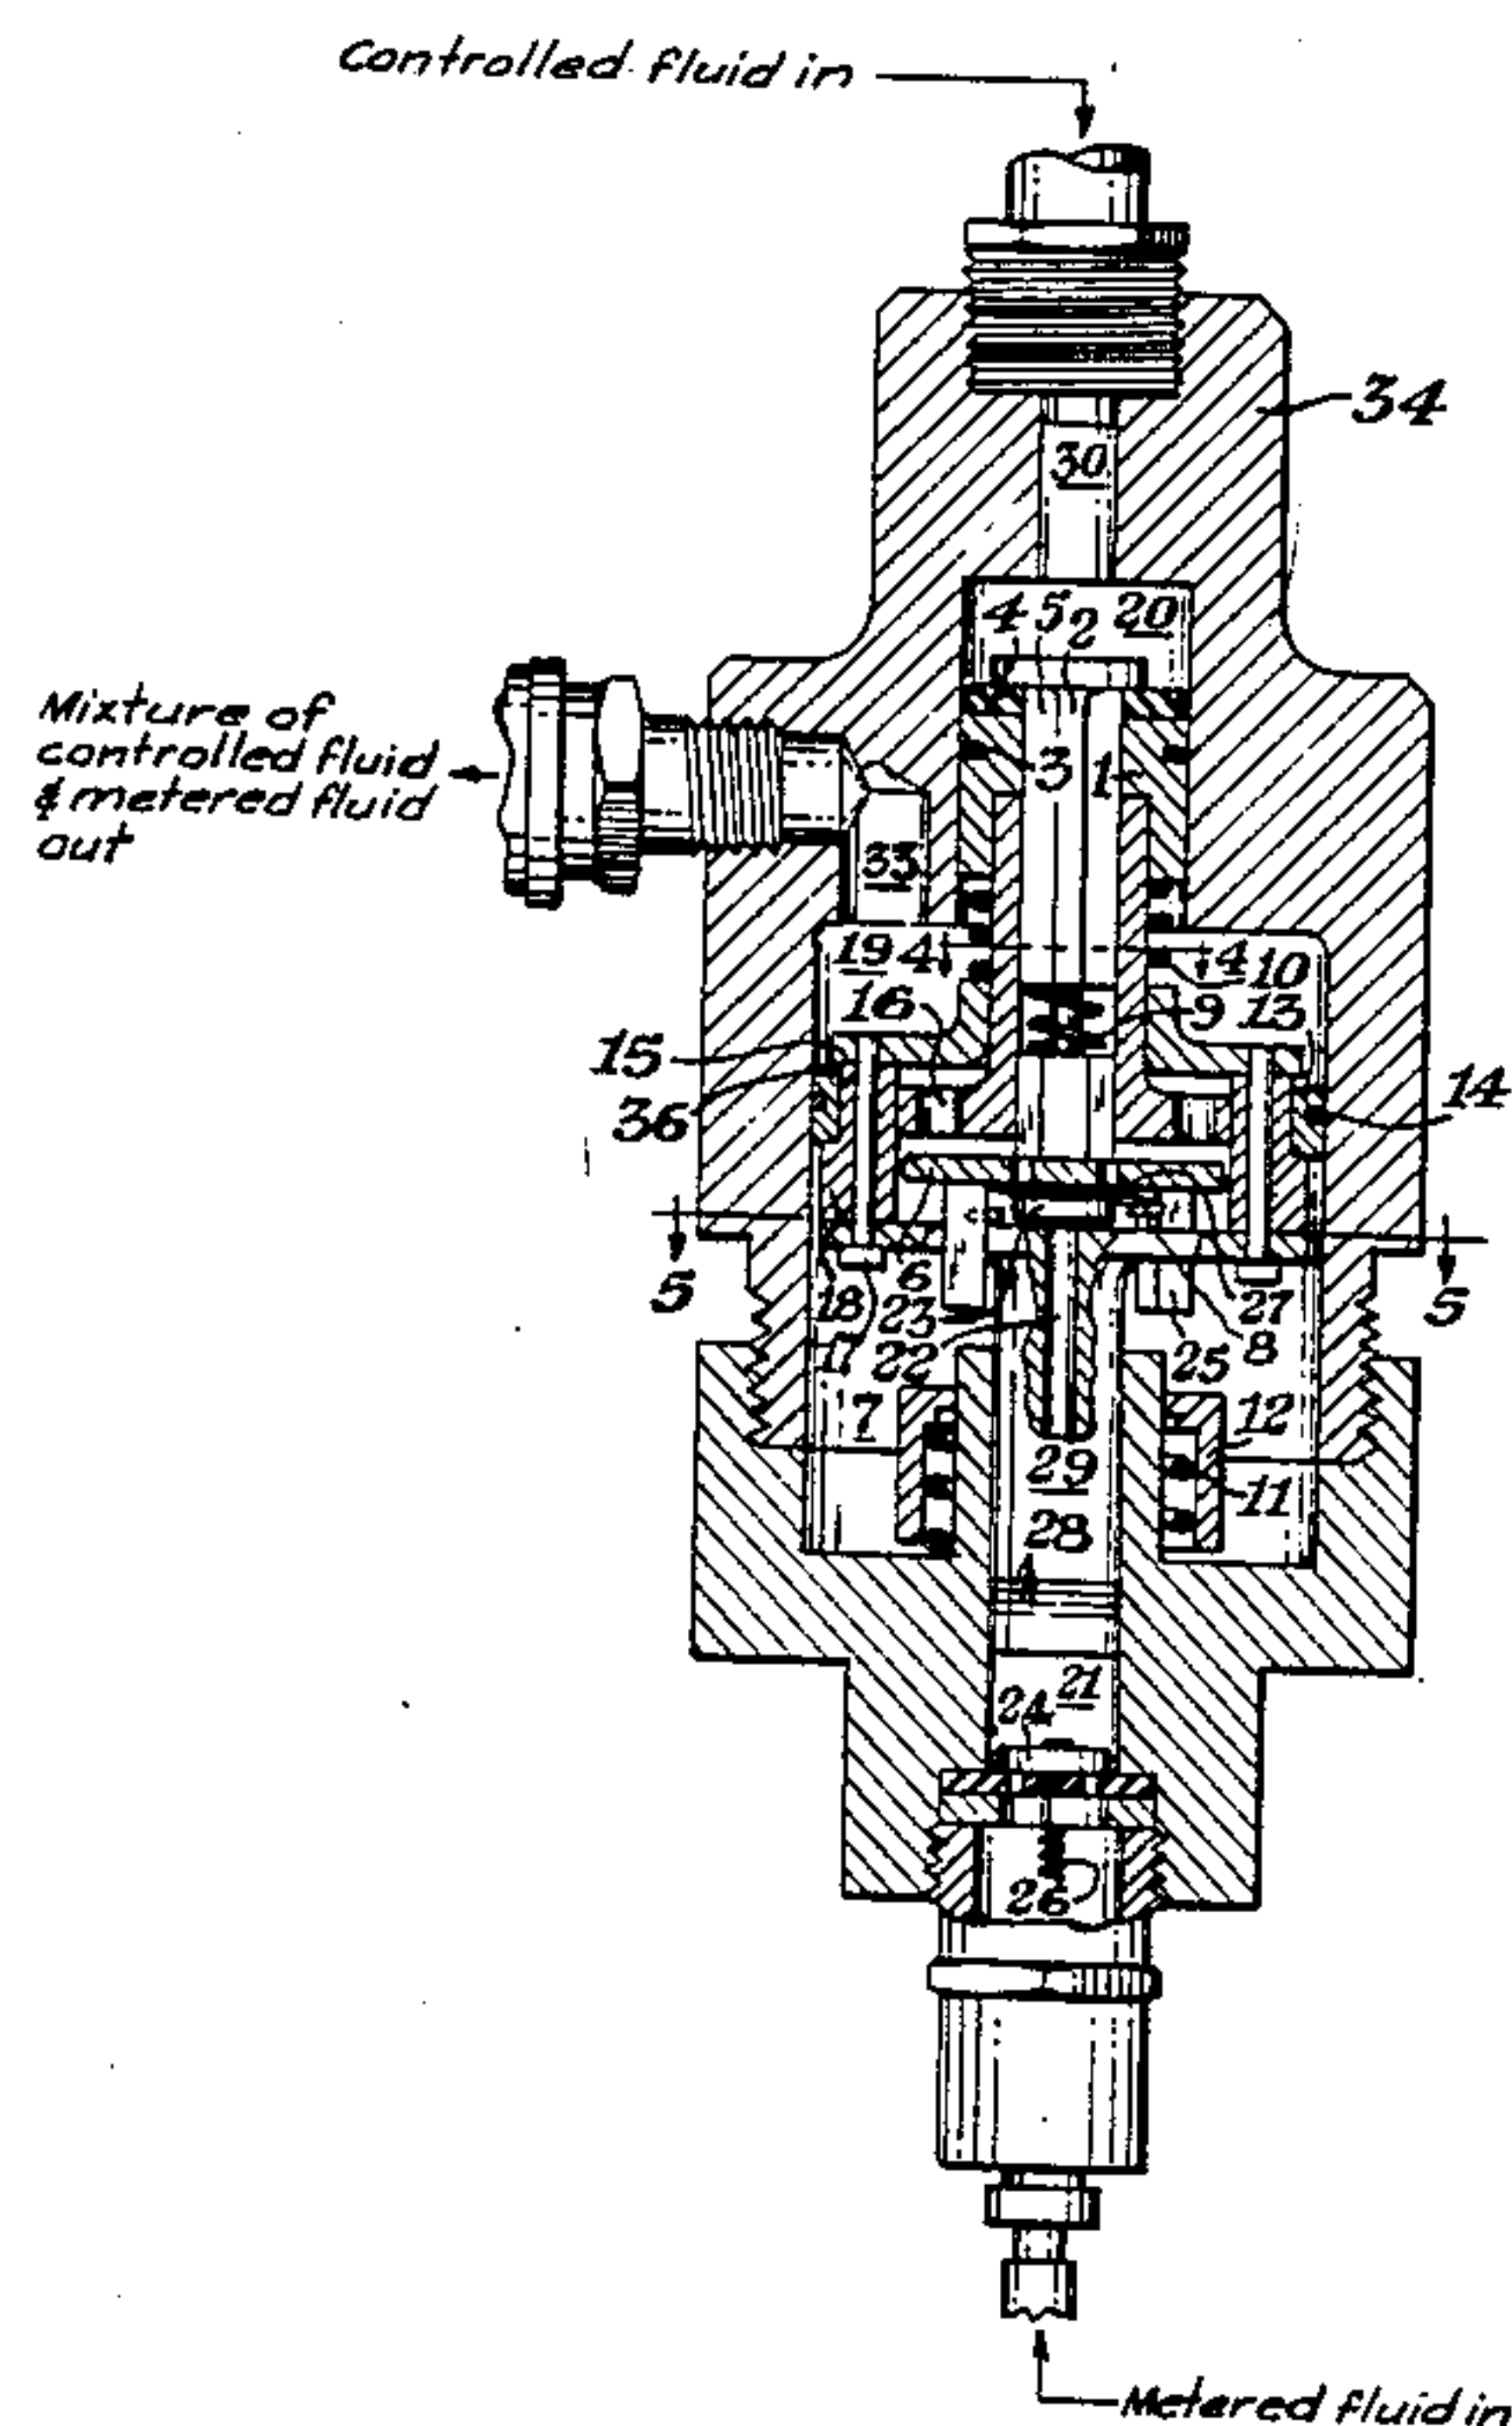 Controlled fluid in
34
30
4 5 2 20
Mixture of
controlled fluid
& metered fluid
out
3 1
33
19 4 4 10
16 9 13
15 14
36
5 5
18 6 27
23
17 22 25 8
7 12
29
11
28
21
24
26
Metered fluid in